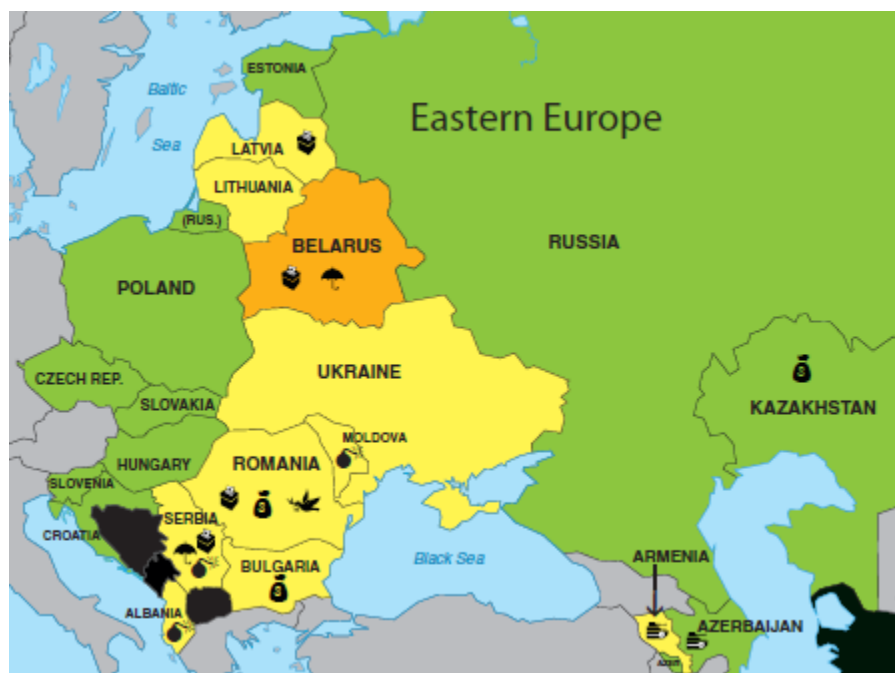 ESTONIA
Baltic
Sea
Eastern Europe
LATVIA
LITHUANIA
(RUS.)
BELARUS
RUSSIA
POLAND
UKRAINE
CZECH REP.
SLOVAKIA
KAZAKHSTAN
MOLDOVA
HUNGARY
ROMANIA
SLOVENIA
SERBIA
CROATIA
BULGARIA
Black Sea
ARMENIA
ALBANIA
AZERBAIJAN